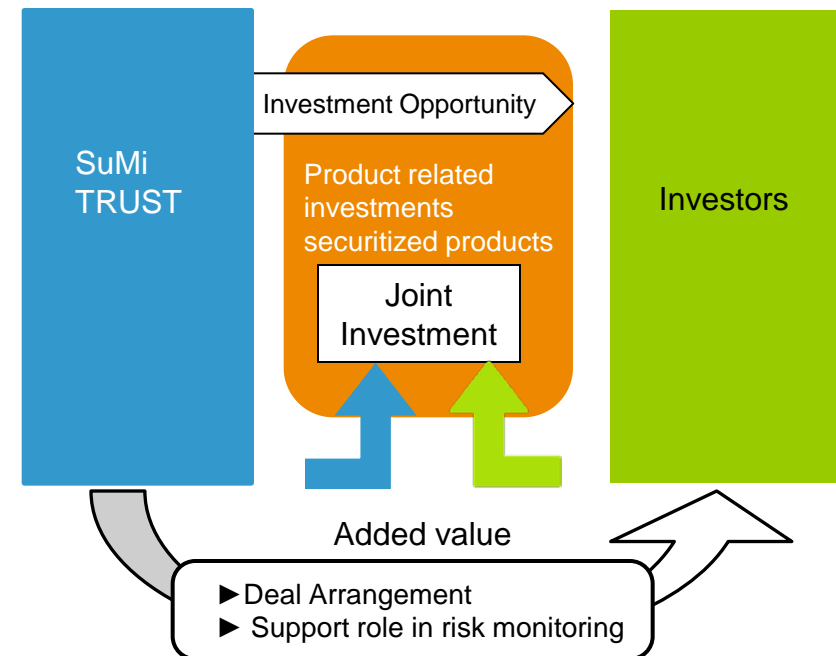 Investment Opportunity
SuMi
TRUST
Product related
investments
securitized products
Investors
Joint
Investment
Added value
►Deal Arrangement
► Support role in risk monitoring